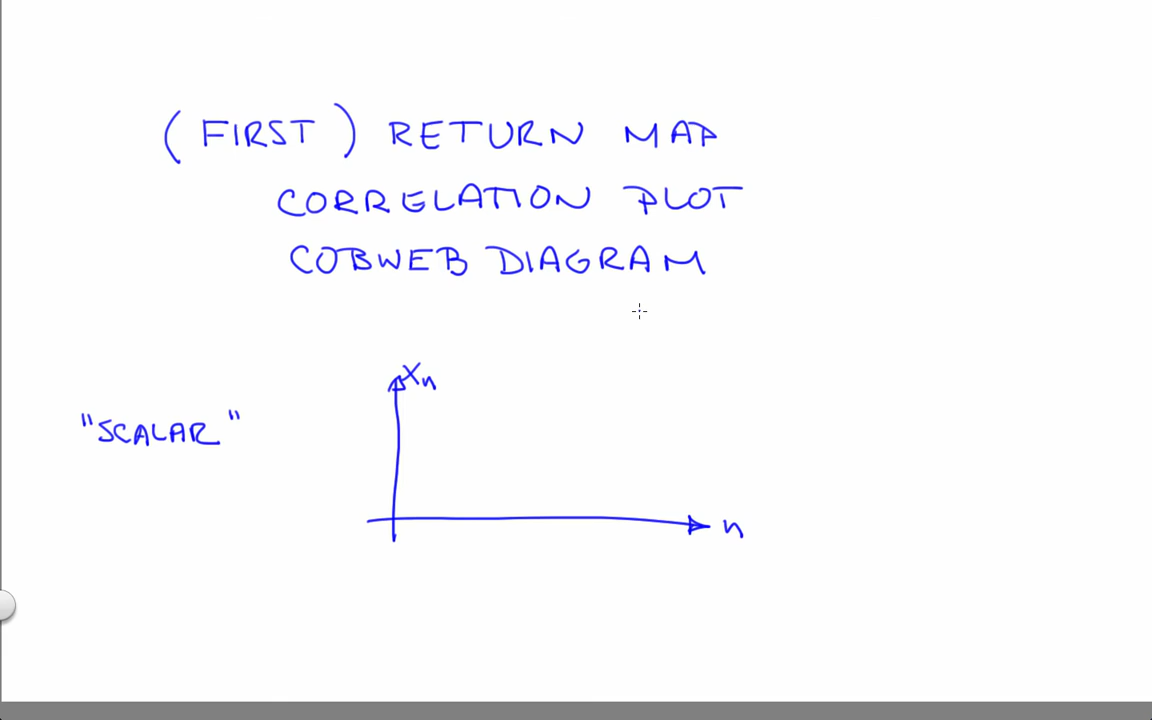 (FIRST) RETURN MAP
CORRELATION PLOT
COBWEB DIAGRAM
Xn
"SCALAR"
n